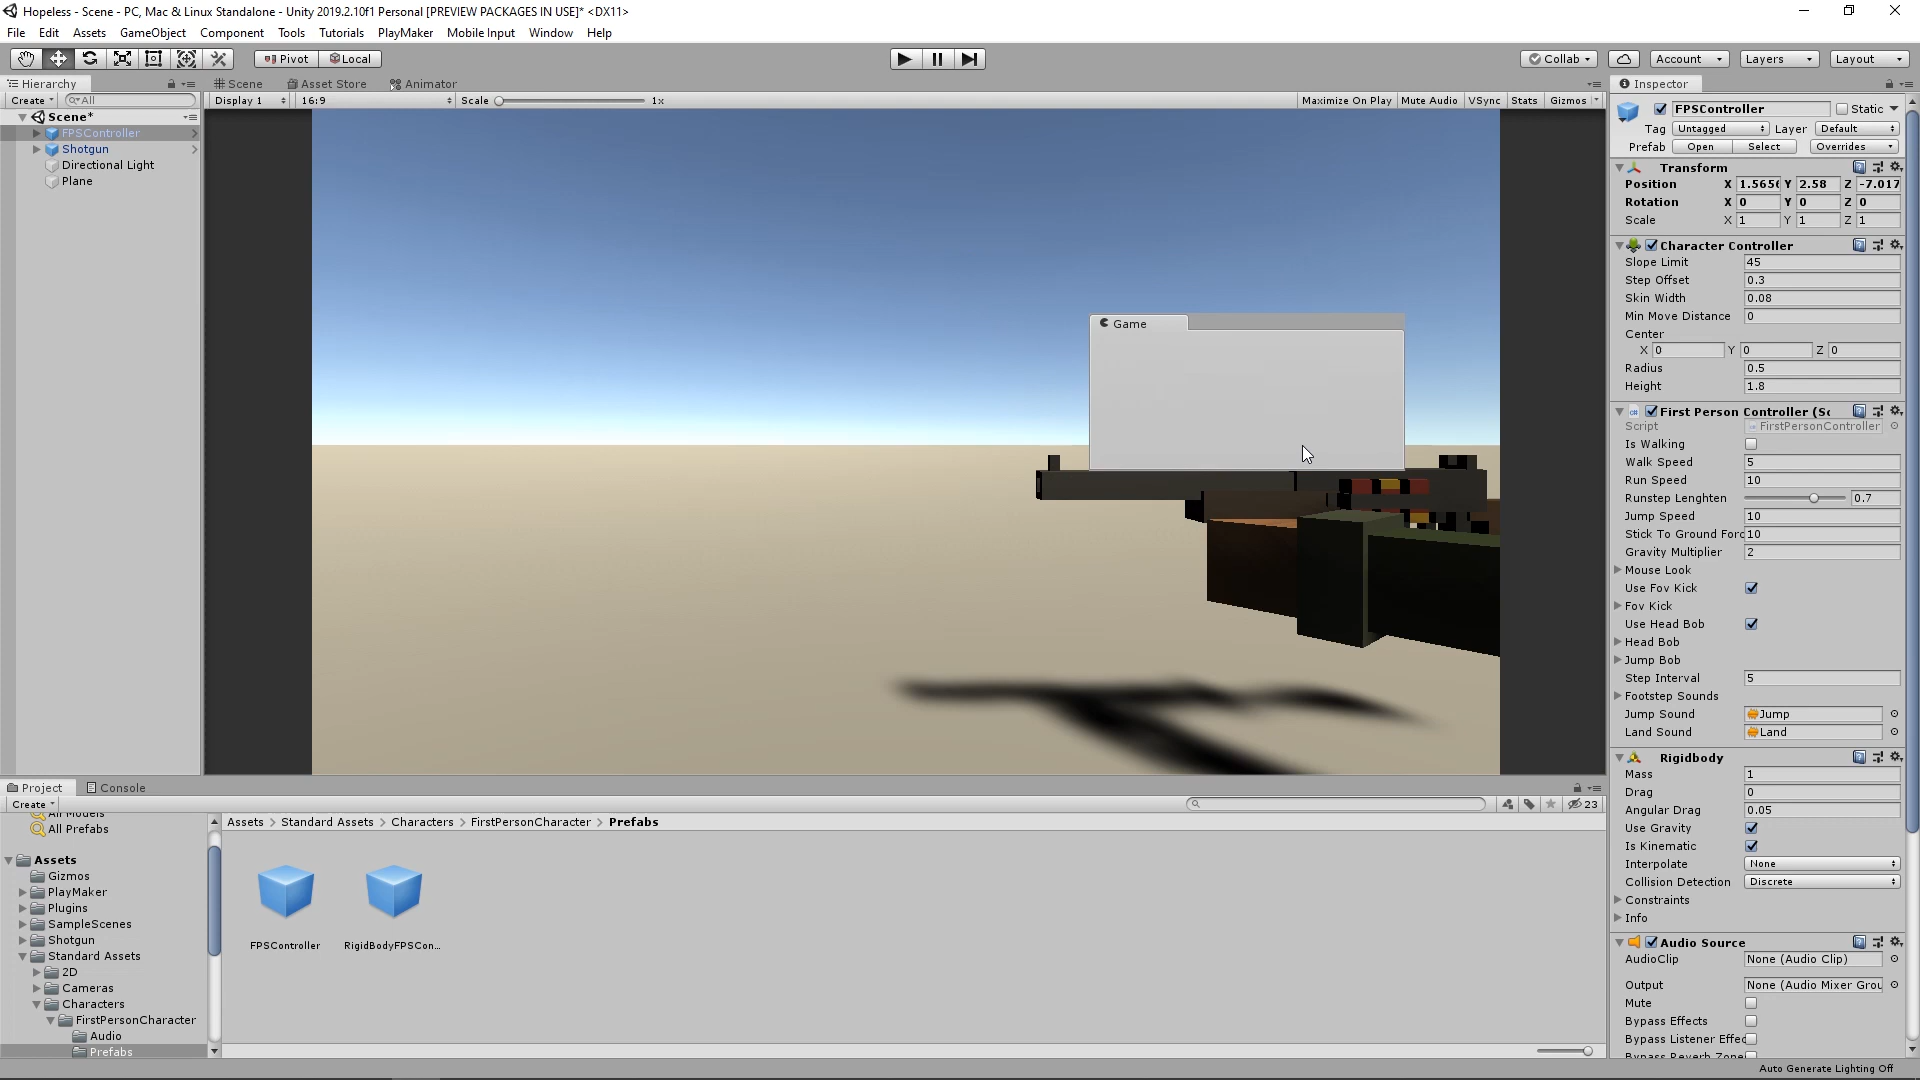 Hopeless - Scene - PC, Mac & Linux Standalone - Unity 2019.2.10f1 Personal [PREVIEW PACKAGES IN USE]* <DX11>
File Edit Assets GameObject Component Tools Tutorials PlayMaker Mobile Input Window Help
Pivot Local Collab Account Layers Layout
Hierarchy
Create All
Scene*
FPSController
Shotgun
Directional Light
Plane
Scene Asset Store Animator
Display 1 16:9 Scale 1x Maximize On Play Mute Audio VSync Stats Gizmos
Game
Inspector
FPSController Static
Tag Untagged Layer Default
Prefab Open Select Overrides
Transform
Position X 1.565 Y 2.58 Z -7.017
Rotation X 0 Y 0 Z 0
Scale X 1 Y 1 Z 1
Character Controller
Slope Limit 45
Step Offset 0.3
Skin Width 0.08
Min Move Distance 0
Center
X 0 Y 0 Z 0
Radius 0.5
Height 1.8
First Person Controller (Sc
Script FirstPersonController
Is Walking
Walk Speed 5
Run Speed 10
Runstep Lenghten 0.7
Jump Speed 10
Stick To Ground Forc 10
Gravity Multiplier 2
Mouse Look
Use Fov Kick
Fov Kick
Use Head Bob
Head Bob
Jump Bob
Step Interval 5
Footstep Sounds
Jump Sound Jump
Land Sound Land
Rigidbody
Mass 1
Drag 0
Angular Drag 0.05
Use Gravity
Is Kinematic
Interpolate None
Collision Detection Discrete
Constraints
Info
Audio Source
AudioClip None (Audio Clip)
Output None (Audio Mixer Grou
Mute
Bypass Effects
Bypass Listener Effec
Bypass Reverb Zone
Project Console
Create 23
All Models
All Prefabs
Assets
Gizmos
PlayMaker
Plugins
SampleScenes
Shotgun
Standard Assets
2D
Cameras
Characters
FirstPersonCharacter
Audio
Prefabs
Assets > Standard Assets > Characters > FirstPersonCharacter > Prefabs
FPSController RigidBodyFPSCon...
Auto Generate Lighting Off